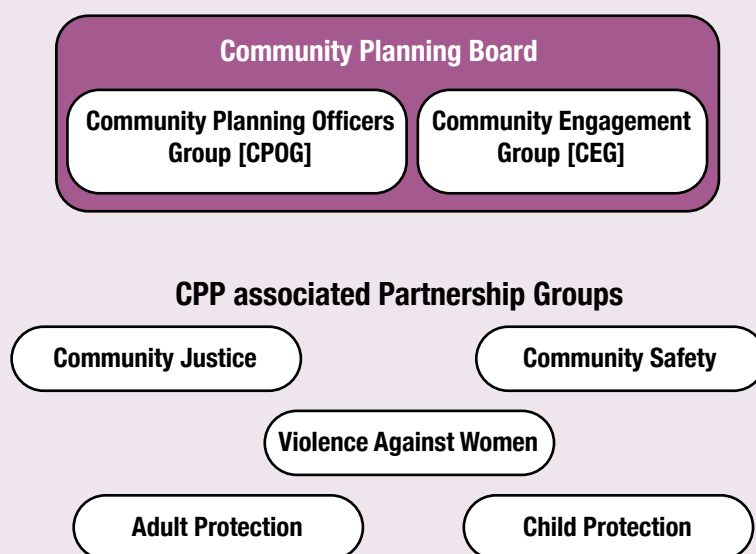 Community Planning Board
Community Planning Officers
Group [CPOG]
Community Engagement
Group [CEG]
CPP associated Partnership Groups
Community Justice
Community Safety
Violence Against Women
Adult Protection
Child Protection